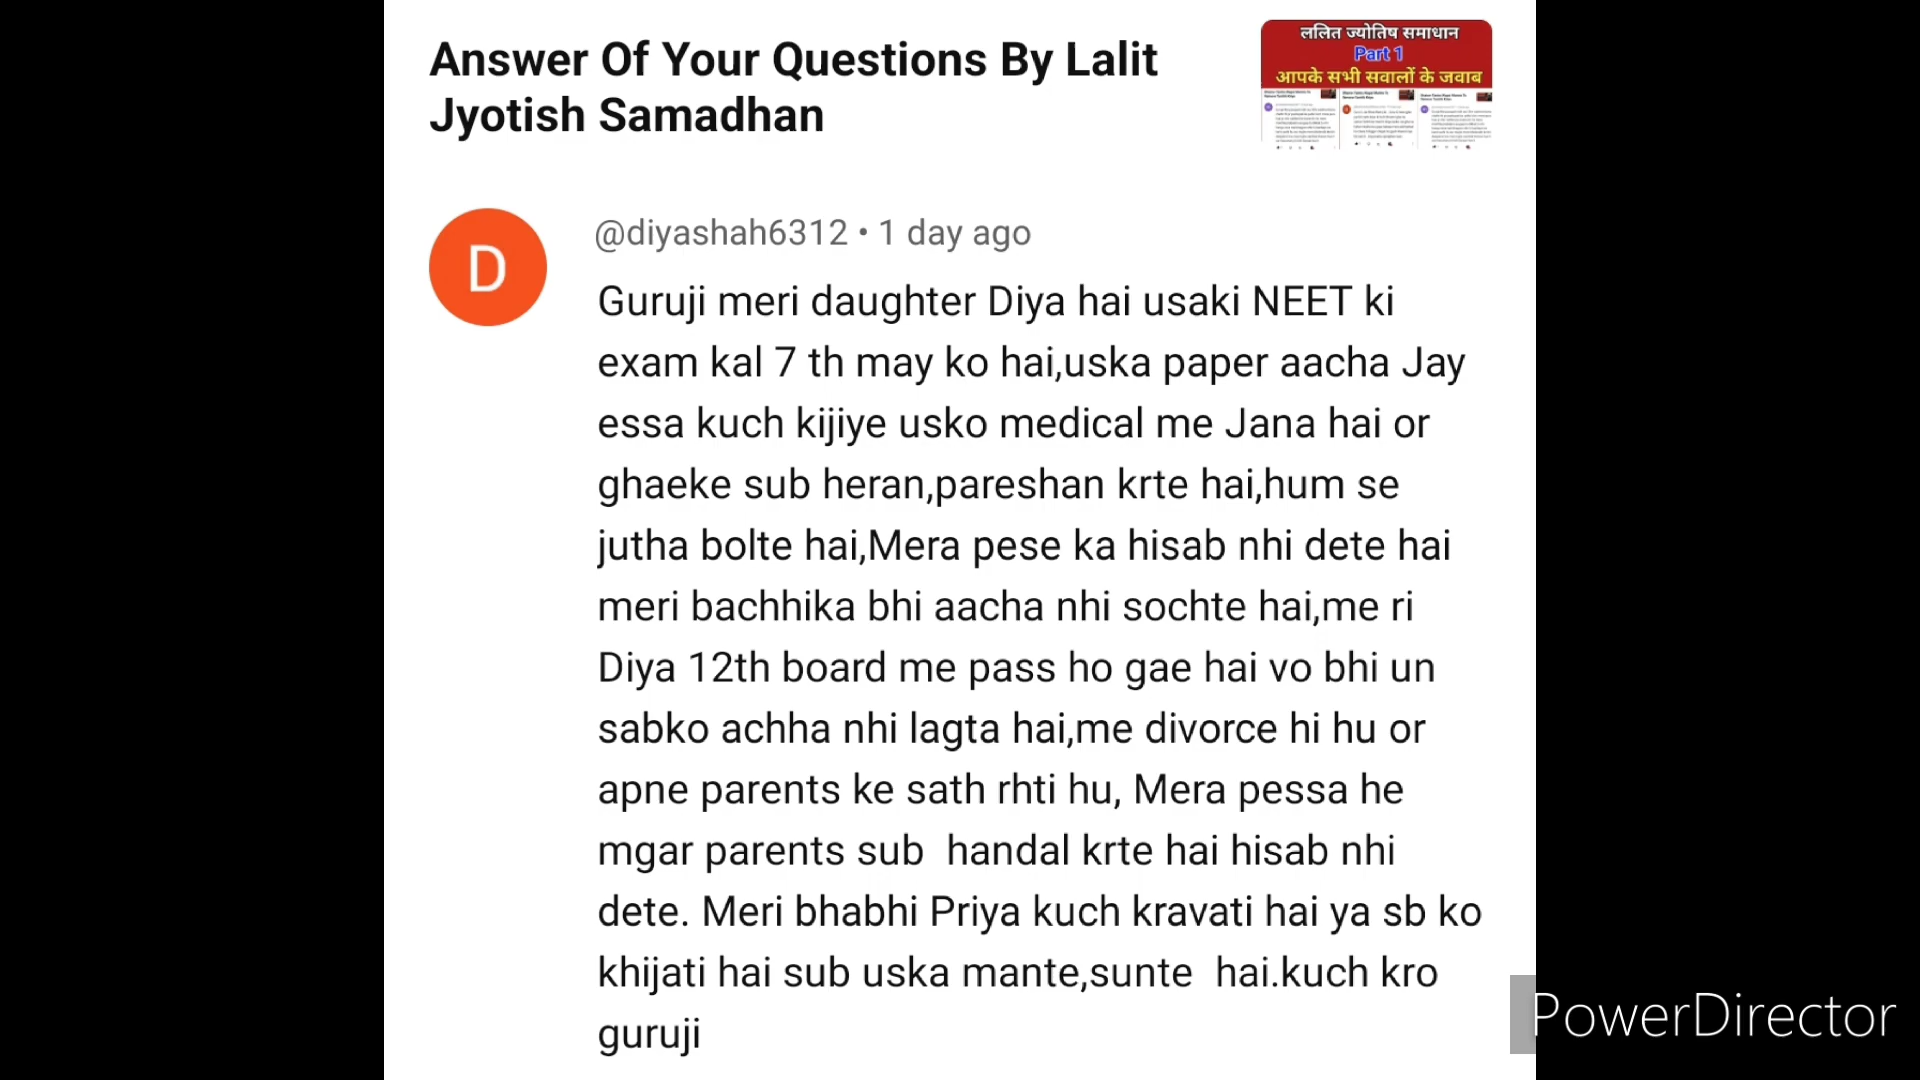 Answer Of Your Questions By Lalit
Jyotish Samadhan
ललित ज्योतिष समाधान
Part 1
आपके सभी सवालों के जवाब
D
@diyashah6312 • 1 day ago
Guruji meri daughter Diya hai usaki NEET ki
exam kal 7 th may ko hai,uska paper aacha Jay
essa kuch kijiye usko medical me Jana hai or
ghaeke sub heran,pareshan krte hai,hum se
jutha bolte hai,Mera pese ka hisab nhi dete hai
meri bachhika bhi aacha nhi sochte hai,me ri
Diya 12th board me pass ho gae hai vo bhi un
sabko achha nhi lagta hai,me divorce hi hu or
apne parents ke sath rhti hu, Mera pessa he
mgar parents sub  handal krte hai hisab nhi
dete. Meri bhabhi Priya kuch kravati hai ya sb ko
khijati hai sub uska mante,sunte  hai.kuch kro
guruji
PowerDirector